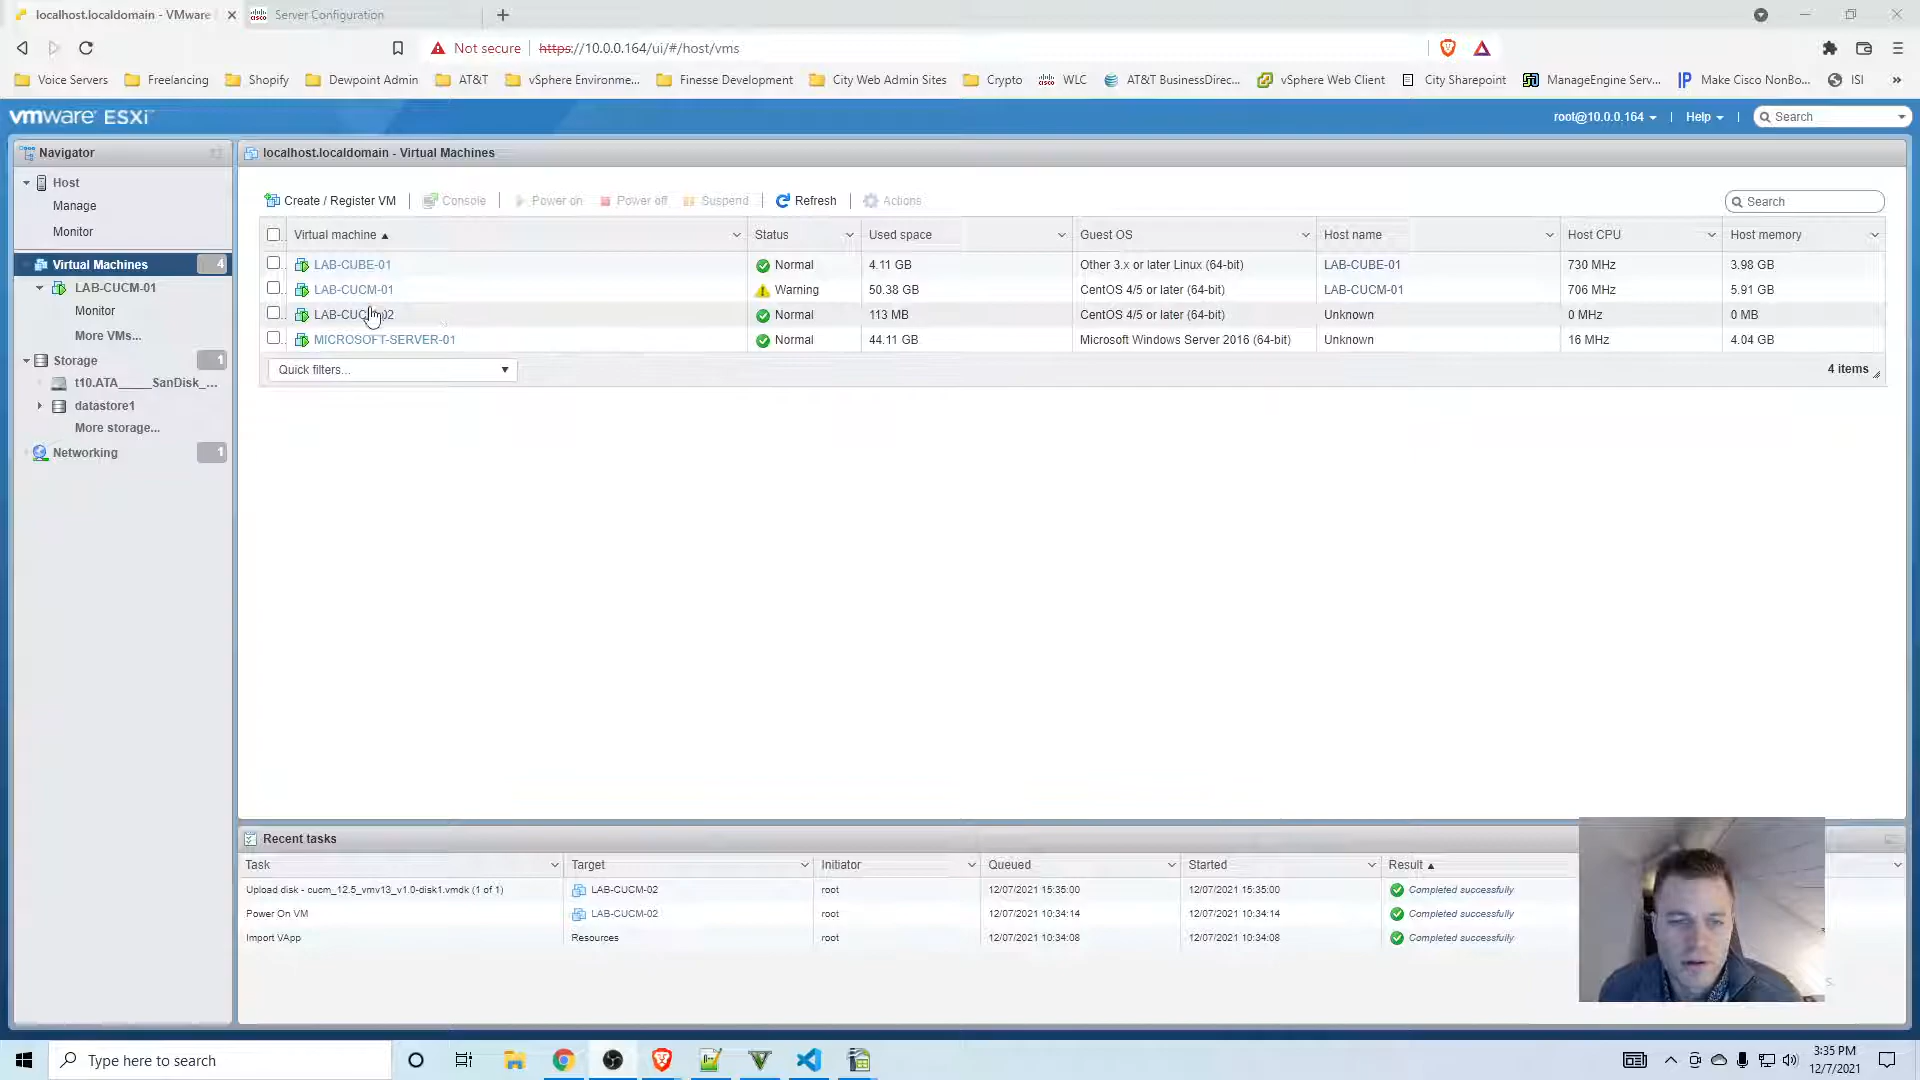 localhost.localdomain - VMware
Server Configuration
Not secure
https://10.0.0.164/ui/#/host/vms
Voice Servers
Freelancing
Shopify
Dewpoint Admin
AT&T
vSphere Environme...
Finesse Development
City Web Admin Sites
Crypto
WLC
AT&T BusinessDirec...
vSphere Web Client
City Sharepoint
ManageEngine Serv...
Make Cisco NonBo...
ISI
vmware ESXi
root@10.0.0.164
Help
Search
Navigator
localhost.localdomain - Virtual Machines
Host
Manage
Monitor
Virtual Machines 4
LAB-CUCM-01
Monitor
More VMs...
Storage 1
t10.ATA_____SanDisk_...
datastore1
More storage...
Networking 1
Create / Register VM
Console
Power on
Power off
Suspend
Refresh
Actions
Search
Virtual machine Status Used space Guest OS Host name Host CPU Host memory
LAB-CUBE-01 Normal 4.11 GB Other 3.x or later Linux (64-bit) LAB-CUBE-01 730 MHz 3.98 GB
LAB-CUCM-01 Warning 50.38 GB CentOS 4/5 or later (64-bit) LAB-CUCM-01 706 MHz 5.91 GB
LAB-CUCM-02 Normal 113 MB CentOS 4/5 or later (64-bit) Unknown 0 MHz 0 MB
MICROSOFT-SERVER-01 Normal 44.11 GB Microsoft Windows Server 2016 (64-bit) Unknown 16 MHz 4.04 GB
Quick filters...
4 items
Recent tasks
Task Target Initiator Queued Started Result
Upload disk - cucm_12.5_vmv13_v1.0-disk1.vmdk (1 of 1) LAB-CUCM-02 root 12/07/2021 15:35:00 12/07/2021 15:35:00 Completed successfully
Power On VM LAB-CUCM-02 root 12/07/2021 10:34:14 12/07/2021 10:34:14 Completed successfully
Import VApp Resources root 12/07/2021 10:34:08 12/07/2021 10:34:08 Completed successfully
Type here to search
3:35 PM
12/7/2021